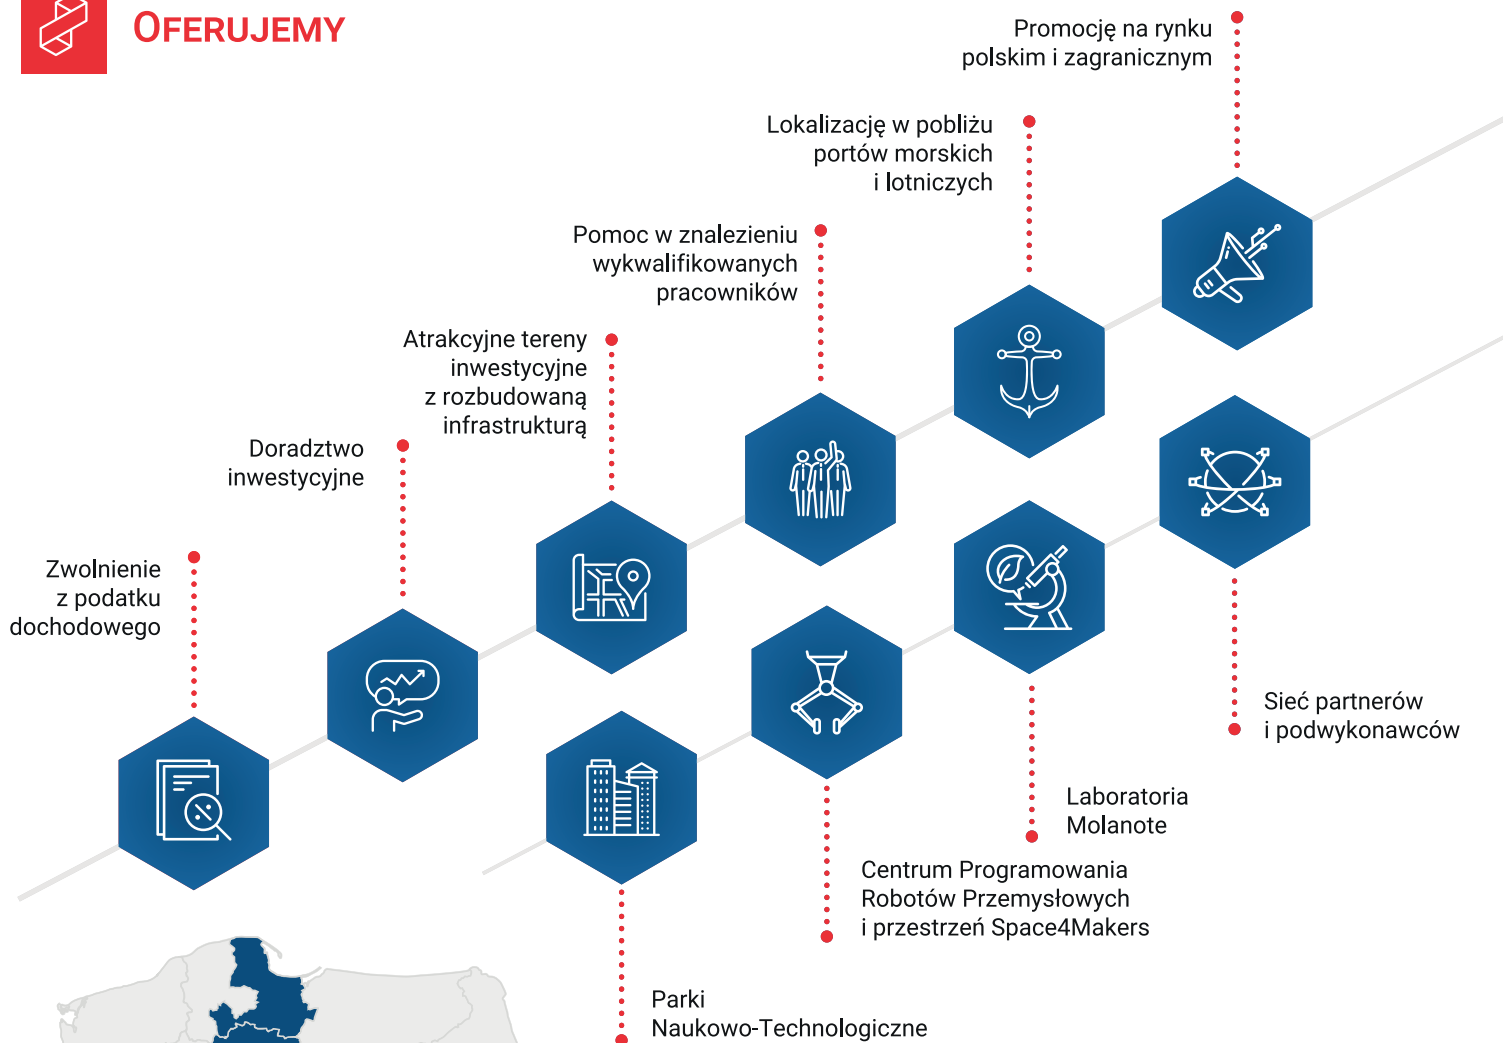 OFERUJEMY
Promocję na rynku
polskim i zagranicznym
Lokalizację w pobliżu
portów morskich
i lotniczych
Pomoc w znalezieniu
wykwalifikowanych
pracowników
Atrakcyjne tereny
inwestycyjne
z rozbudowaną
infrastrukturą
Doradztwo
inwestycyjne
Zwolnienie
z podatku
dochodowego
Sieć partnerów
i podwykonawców
Laboratoria
Molanote
Centrum Programowania
Robotów Przemysłowych
i przestrzeń Space4Makers
Parki
Naukowo-Technologiczne